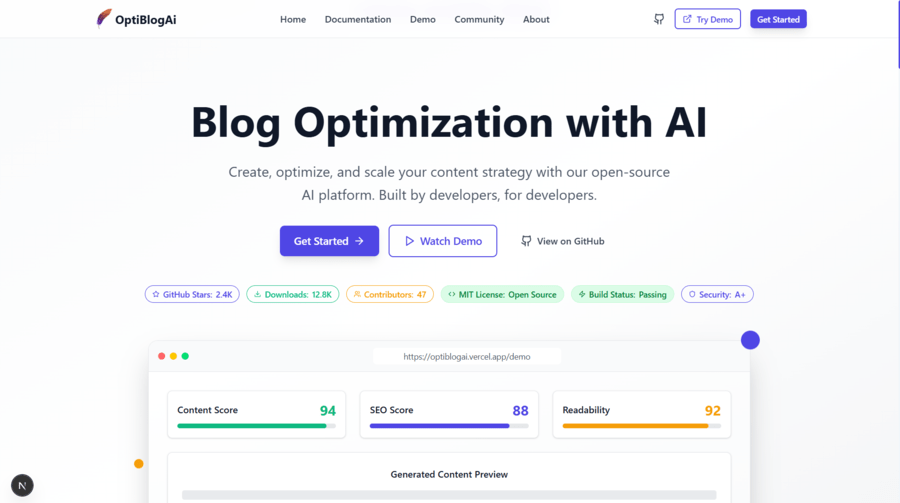 OptiBlogAi
Home Documentation Demo Community About
Try Demo
Get Started
Blog Optimization with AI
Create, optimize, and scale your content strategy with our open-source
AI platform. Built by developers, for developers.
Get Started
Watch Demo
View on GitHub
GitHub Stars: 2.4K
Downloads: 12.8K
Contributors: 47
MIT License: Open Source
Build Status: Passing
Security: A+
https://optiblogai.vercel.app/demo
Content Score 94
SEO Score 88
Readability 92
Generated Content Preview
N